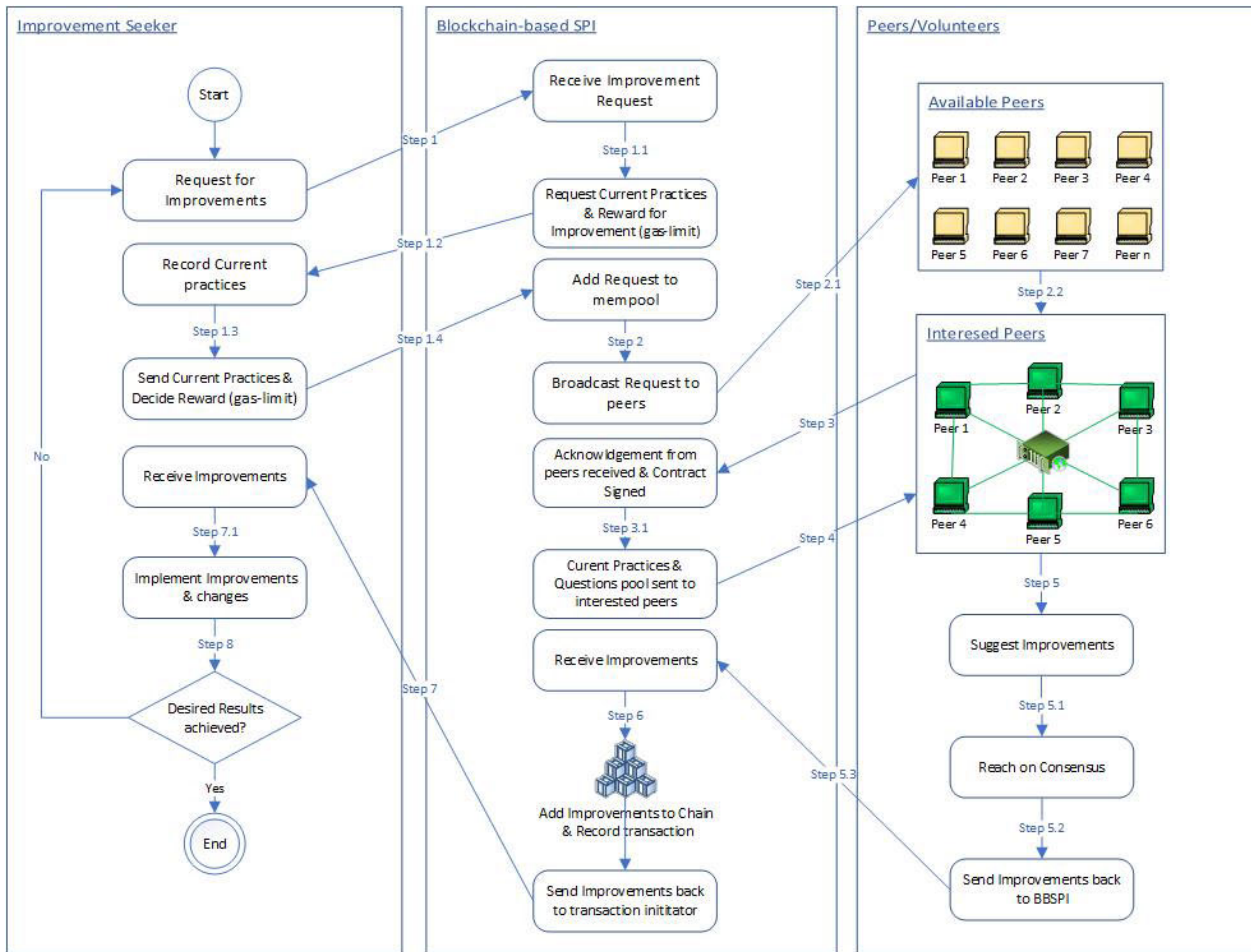 Improvement Seeker
Start
Request for
Improvements
Record Current
practices
Step 1.3
Send Current Practices &
Decide Reward (gas-limit)
Receive Improvements
Step 7.1
Implement Improvements
& changes
Step 8
Desired Results
achieved?
No
Yes
End
Step 1
Step 1.2
Step 1.4
Step 7
Blockchain-based SPI
Receive Improvement
Request
Step 1.1
Request Current Practices
& Reward for
Improvement (gas-limit)
Add Request to
mempool
Step 2
Broadcast Request to
peers
Acknowldgement from
peers received & Contract
Signed
Step 3.1
Curent Practices &
Questions pool sent to
interested peers
Receive Improvements
Step 6
Add Improvements to Chain
& Record transaction
Send Improvements back
to transaction inititator
Step 2.1
Step 3
Step 4
Step 5.3
Peers/Volunteers
Available Peers
Peer 1 Peer 2 Peer 3 Peer 4
Peer 5 Peer 6 Peer 7 Peer n
Step 2.2
Interesed Peers
Peer 2
Peer 1 Peer 3
Peer 4 Peer 5 Peer 6
Step 5
Suggest Improvements
Step 5.1
Reach on Consensus
Step 5.2
Send Improvements back
to BBSPI